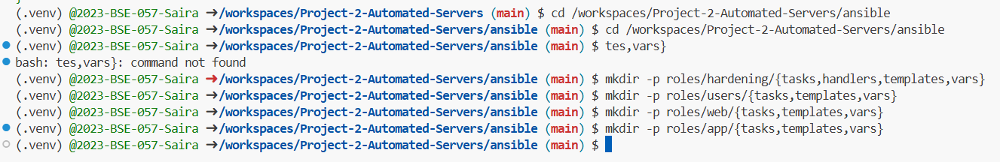 (.venv) @2023-BSE-057-Saira ➜/workspaces/Project-2-Automated-Servers (main) $ cd /workspaces/Project-2-Automated-Servers/ansible
(.venv) @2023-BSE-057-Saira ➜/workspaces/Project-2-Automated-Servers/ansible (main) $ cd /workspaces/Project-2-Automated-Servers/ansible
(.venv) @2023-BSE-057-Saira ➜/workspaces/Project-2-Automated-Servers/ansible (main) $ tes,vars}
bash: tes,vars}: command not found
(.venv) @2023-BSE-057-Saira ➜/workspaces/Project-2-Automated-Servers/ansible (main) $ mkdir -p roles/hardening/{tasks,handlers,templates,vars}
(.venv) @2023-BSE-057-Saira ➜/workspaces/Project-2-Automated-Servers/ansible (main) $ mkdir -p roles/users/{tasks,templates,vars}
(.venv) @2023-BSE-057-Saira ➜/workspaces/Project-2-Automated-Servers/ansible (main) $ mkdir -p roles/web/{tasks,templates,vars}
(.venv) @2023-BSE-057-Saira ➜/workspaces/Project-2-Automated-Servers/ansible (main) $ mkdir -p roles/app/{tasks,templates,vars}
(.venv) @2023-BSE-057-Saira ➜/workspaces/Project-2-Automated-Servers/ansible (main) $